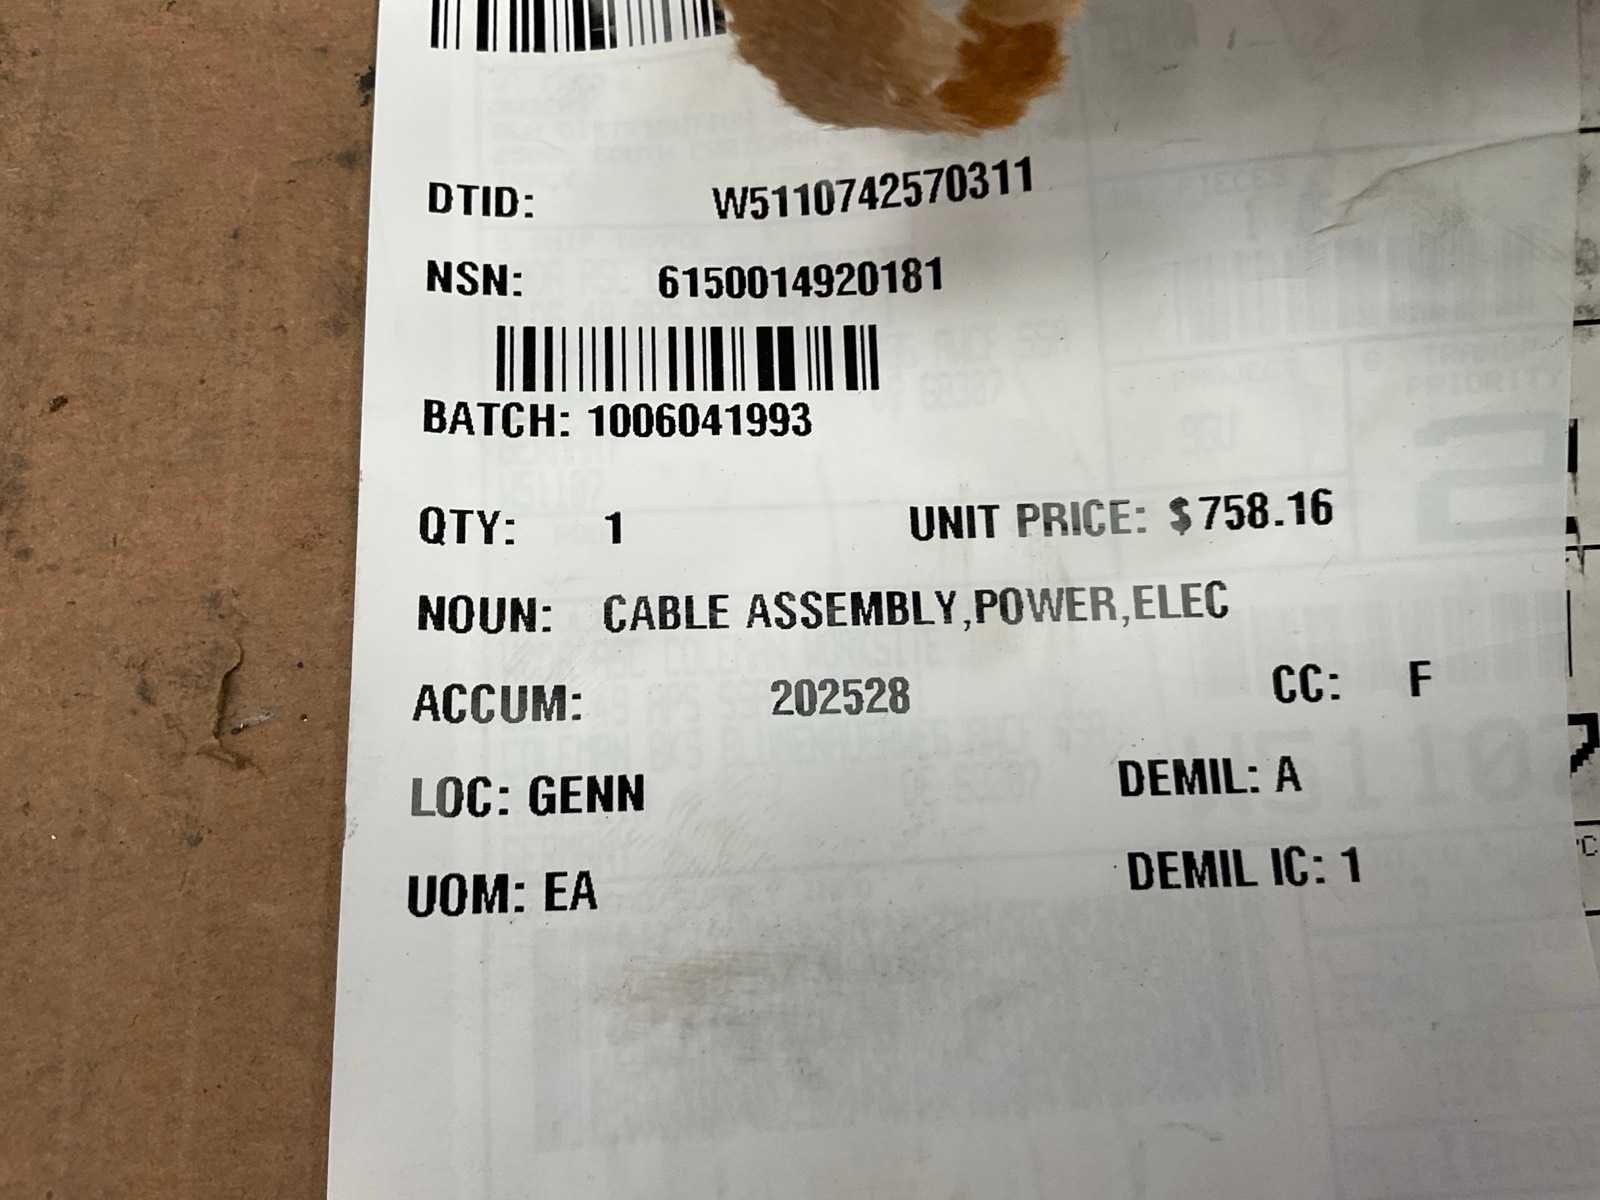 DTID: W5110742570311
NSN: 6150014920181
BATCH: 1006041993
QTY: 1 UNIT PRICE: $758.16
NOUN: CABLE ASSEMBLY,POWER,ELEC
ACCUM: 202528 CC: F
LOC: GENN DEMIL: A
UOM: EA DEMIL IC: 1